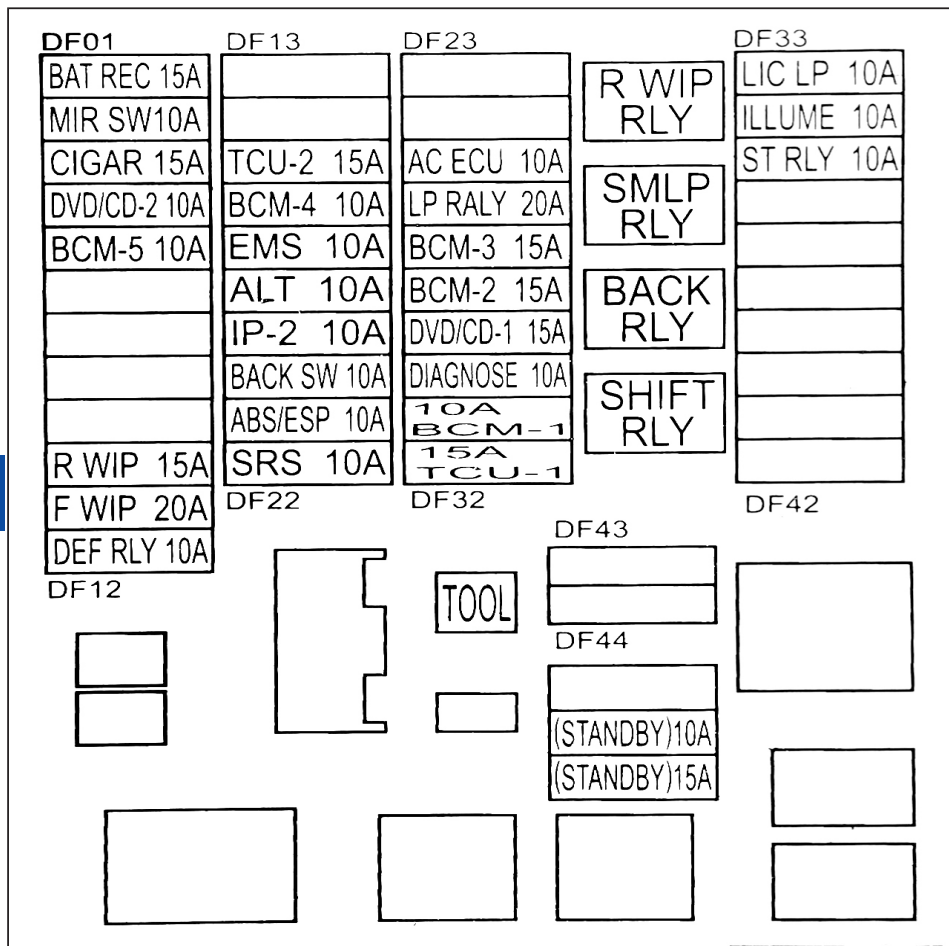 DF01
BAT REC 15A
MIR SW10A
CIGAR 15A
DVD/CD-2 10A
BCM-5 10A
R WIP 15A
F WIP 20A
DEF RLY 10A
DF12
DF13
TCU-2 15A
BCM-4 10A
EMS 10A
ALT 10A
IP-2 10A
BACK SW 10A
ABS/ESP 10A
SRS 10A
DF22
DF23
AC ECU 10A
LP RALY 20A
BCM-3 15A
BCM-2 15A
DVD/CD-1 15A
DIAGNOSE 10A
10A
BCM-1
15A
TCU-1
DF32
R WIP
RLY
SMLP
RLY
BACK
RLY
SHIFT
RLY
DF33
LIC LP 10A
ILLUME 10A
ST RLY 10A
DF42
TOOL
DF43
DF44
(STANDBY)10A
(STANDBY)15A